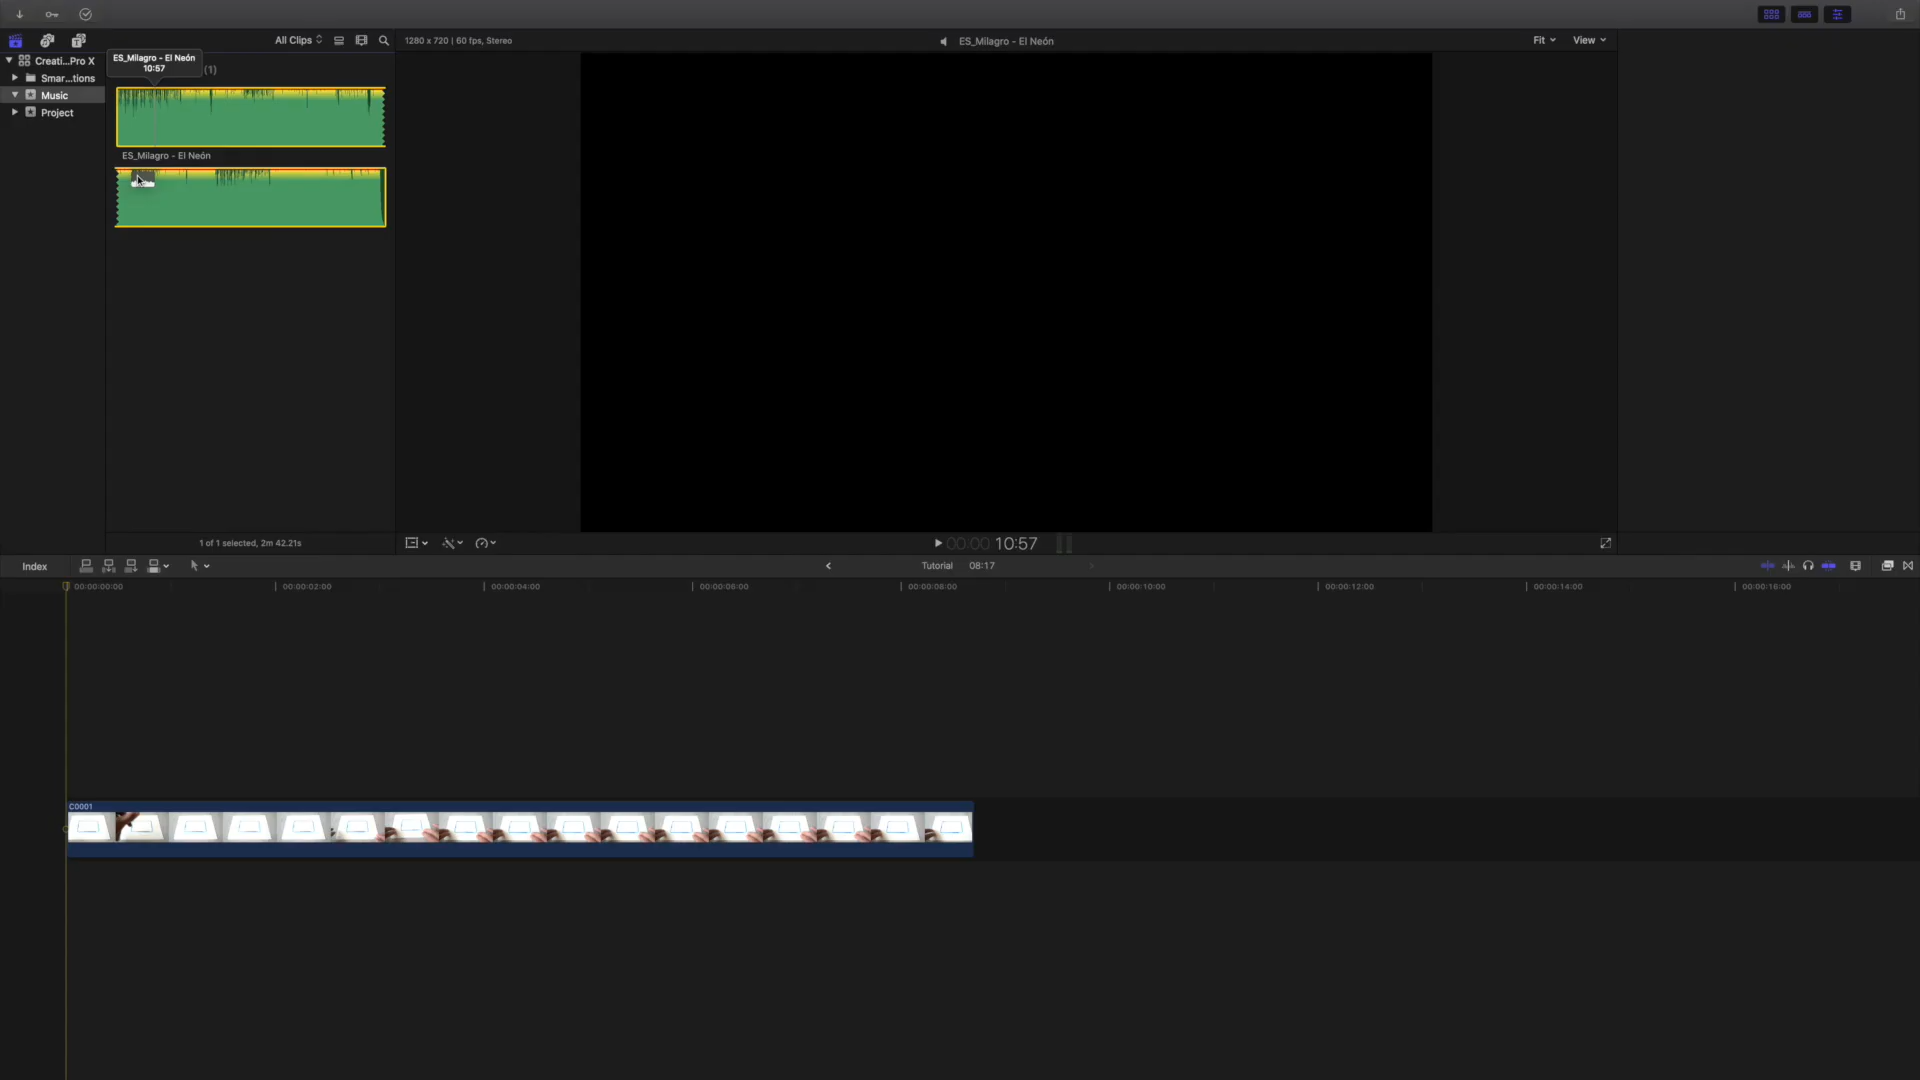 All Clips
1280 x 720 | 60 fps, Stereo
ES_Milagro - El Neón
Fit
View
ES_Milagro - El Neón
10:57
(1)
Creati...Pro X
Smar...tions
Music
Project
ES_Milagro - El Neón
1 of 1 selected, 2m 42.21s
00:00 10:57
Index
Tutorial 08:17
00:00:00:00
00:00:02:00
00:00:04:00
00:00:06:00
00:00:08:00
00:00:10:00
00:00:12:00
00:00:14:00
00:00:16:00
C0001